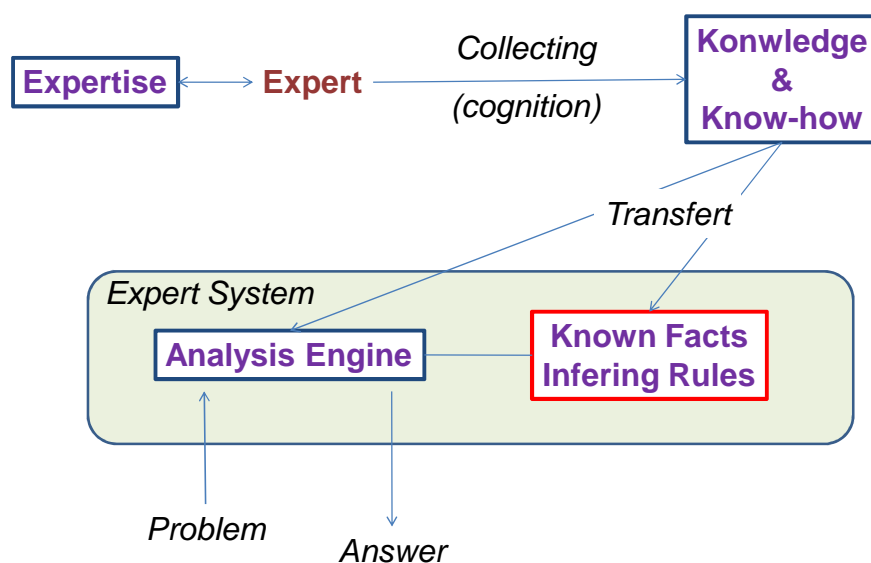 Collecting
(cognition)
Expertise
Expert
Konwledge
&
Know-how
Transfert
Expert System
Analysis Engine
Known Facts
Infering Rules
Problem
Answer